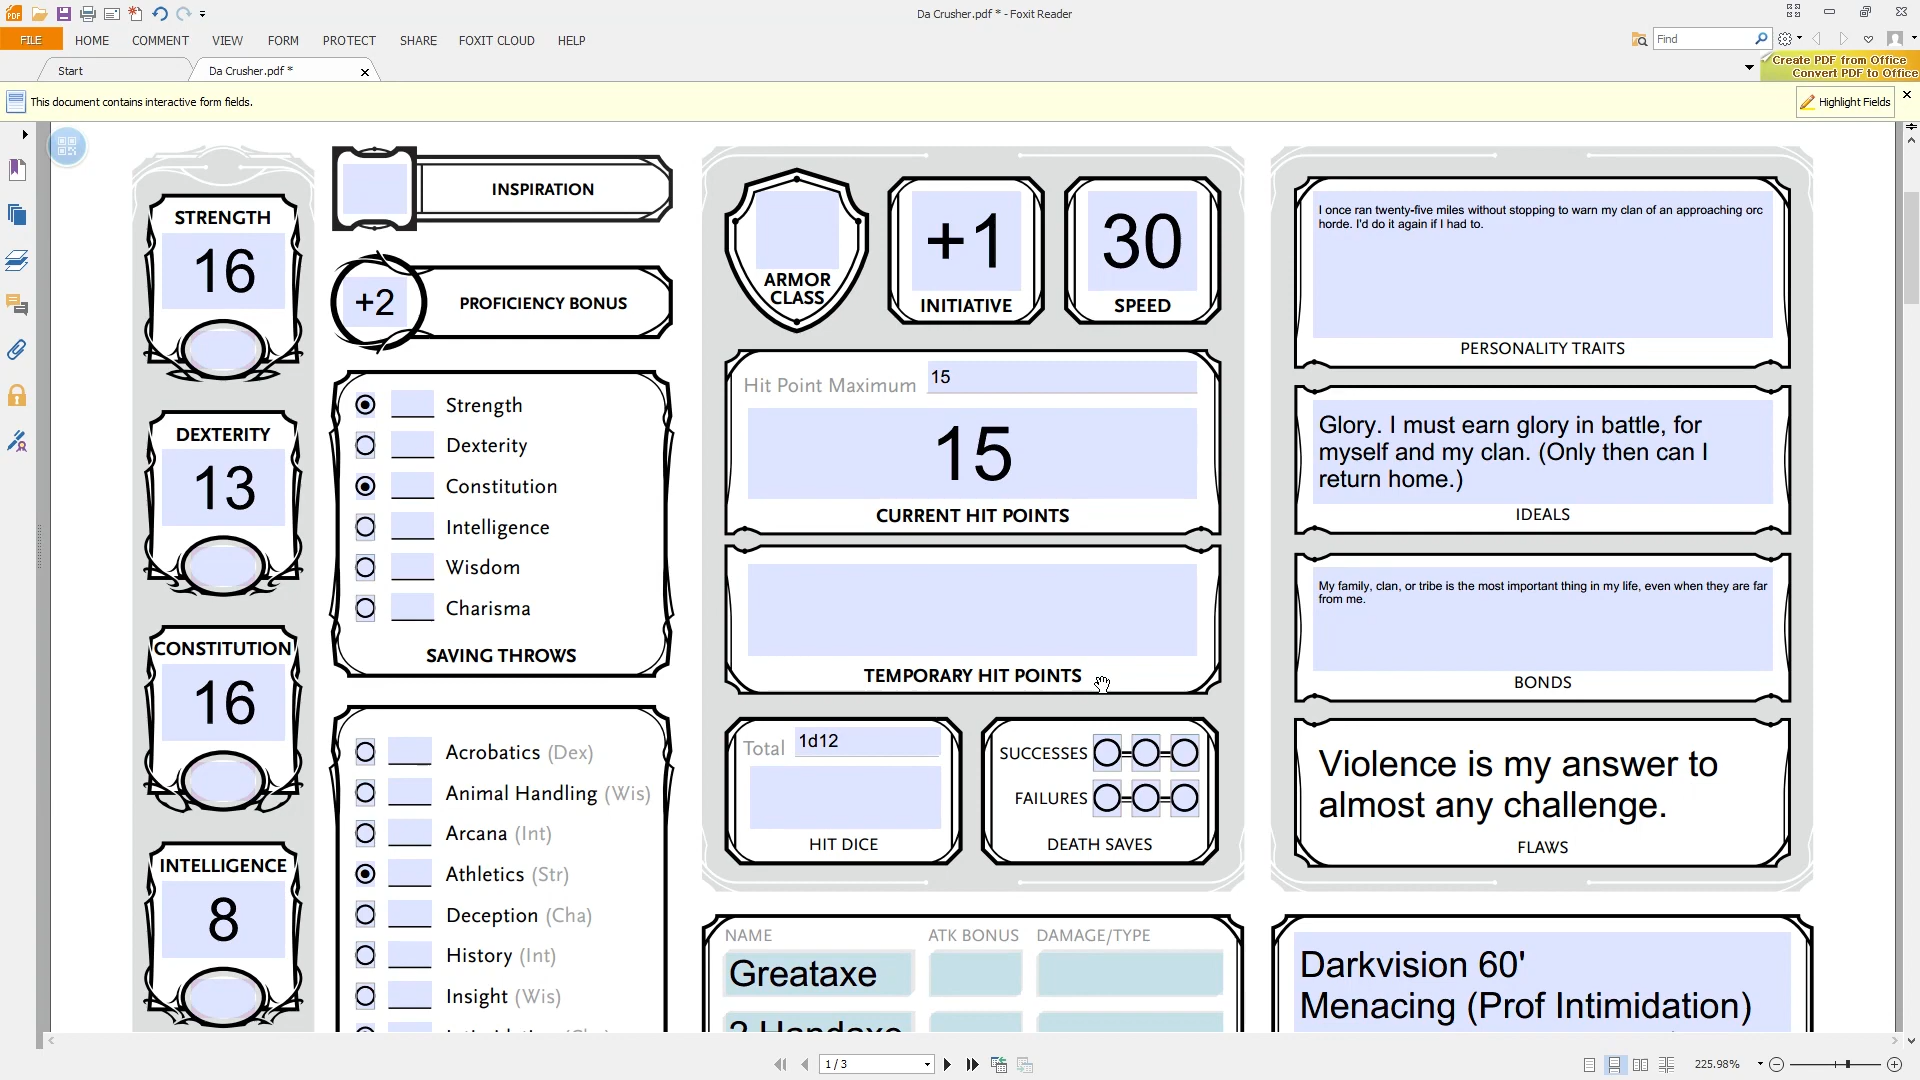 Da Crusher.pdf * - Foxit Reader
FILE HOME COMMENT VIEW FORM PROTECT SHARE FOXIT CLOUD HELP
Find
Start
Da Crusher.pdf *
Create PDF from Office
Convert PDF to Office
This document contains interactive form fields.
Highlight Fields
STRENGTH
16
DEXTERITY
13
CONSTITUTION
16
INTELLIGENCE
8
INSPIRATION
+2
PROFICIENCY BONUS
Strength
Dexterity
Constitution
Intelligence
Wisdom
Charisma
SAVING THROWS
Acrobatics (Dex)
Animal Handling (Wis)
Arcana (Int)
Athletics (Str)
Deception (Cha)
History (Int)
Insight (Wis)
ARMOR
CLASS
+1
INITIATIVE
30
SPEED
Hit Point Maximum 15
15
CURRENT HIT POINTS
TEMPORARY HIT POINTS
Total 1d12
HIT DICE
SUCCESSES
FAILURES
DEATH SAVES
NAME ATK BONUS DAMAGE/TYPE
Greataxe
2 Handaxe
I once ran twenty-five miles without stopping to warn my clan of an approaching orc
horde. I'd do it again if I had to.
PERSONALITY TRAITS
Glory. I must earn glory in battle, for
myself and my clan. (Only then can I
return home.)
IDEALS
My family, clan, or tribe is the most important thing in my life, even when they are far
from me.
BONDS
Violence is my answer to
almost any challenge.
FLAWS
Darkvision 60'
Menacing (Prof Intimidation)
1 / 3
225.98%